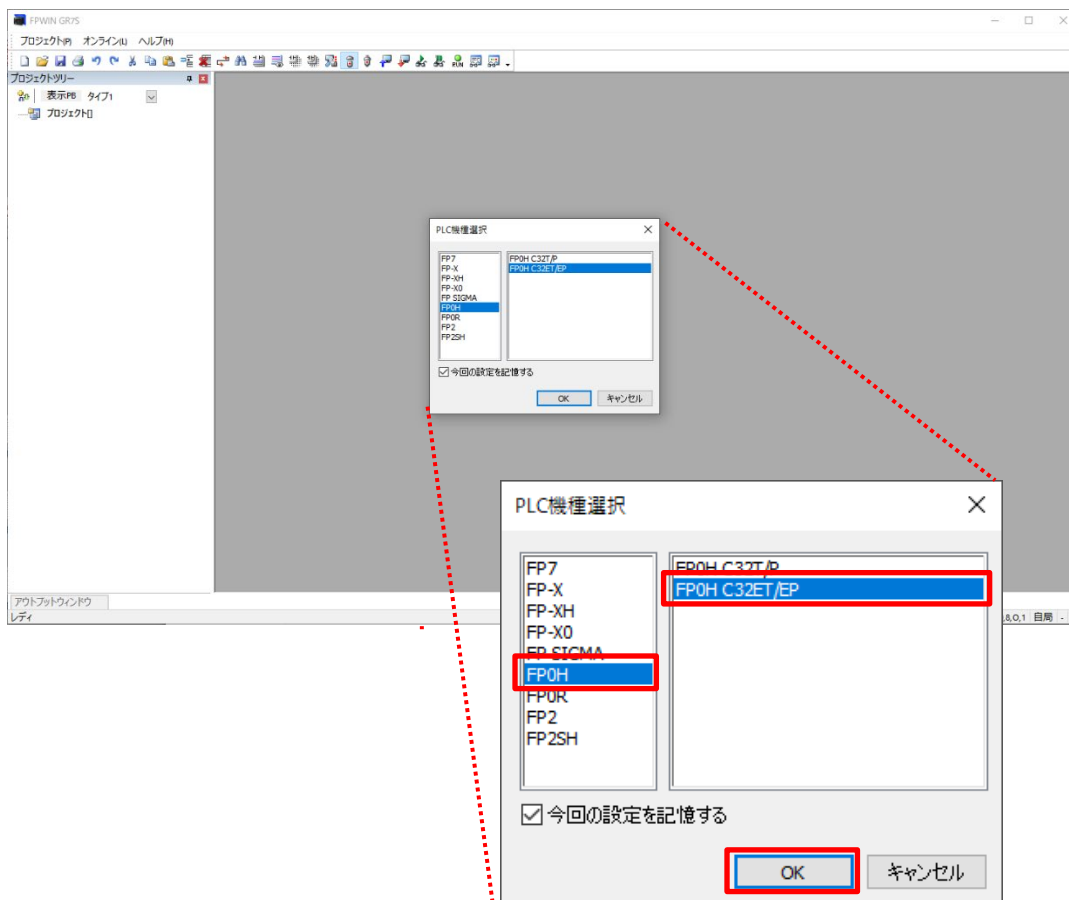 FPWIN GR7S
プロジェクト(P) オンライン(L) ヘルプ(H)
プロジェクトツリー
表示PB タイプ1
プロジェクト[]
PLC機種選択
FP7
FP-X
FP-XH
FP-X0
FP SIGMA
FP0H
FP0R
FP2
FP2SH
FP0H C32T/P
FP0H C32ET/EP
今回の設定を記憶する
OK キャンセル
PLC機種選択
FP7
FP-X
FP-XH
FP-X0
FP SIGMA
FP0H
FP0R
FP2
FP2SH
FP0H C32T/P
FP0H C32ET/EP
今回の設定を記憶する
OK キャンセル
アウトプットウィンドウ
レディ
,8,O,1 自局 -